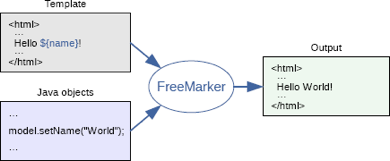 Template
<html>
...
Hello ${name}!
...
</html>
Java objects
...
model.setName("World");
...
FreeMarker
Output
<html>
...
Hello World!
...
</html>